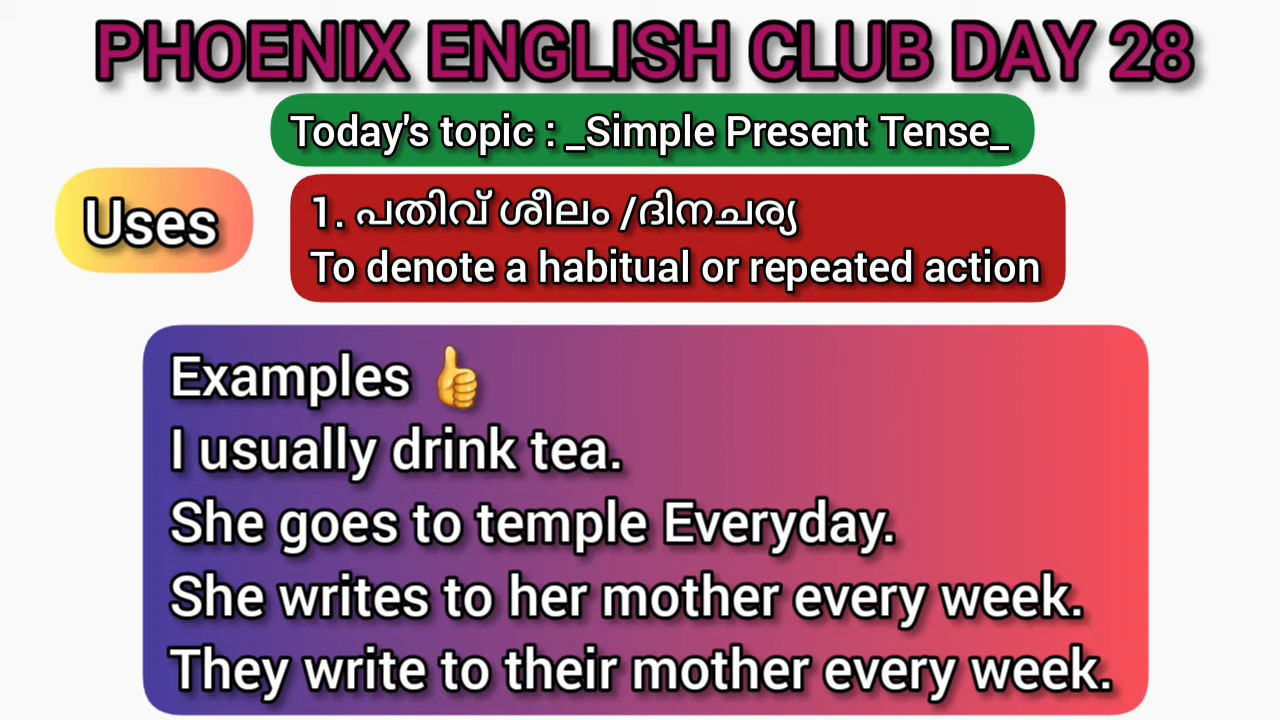 PHOENIX ENGLISH CLUB DAY 28
Today's topic : _Simple Present Tense_
Uses
1. പതിവ് ശീലം /ദിനചര്യ
To denote a habitual or repeated action
Examples 👍
I usually drink tea.
She goes to temple Everyday.
She writes to her mother every week.
They write to their mother every week.